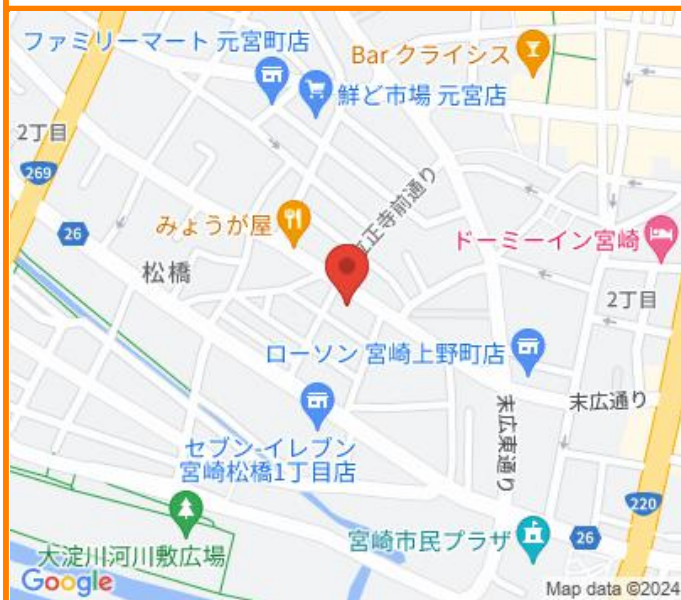 ファミリーマート 元宮町店
Bar クライシス
鮮ど市場 元宮店
2丁目
269
正寺前通り
みょうが屋
26
ドーミーイン宮崎
松橋
2丁目
ローソン 宮崎上野町店
末広通り
末広東通り
セブン-イレブン
宮崎松橋1丁目店
220
宮崎市民プラザ
26
大淀川河川敷広場
Google
Map data ©2024